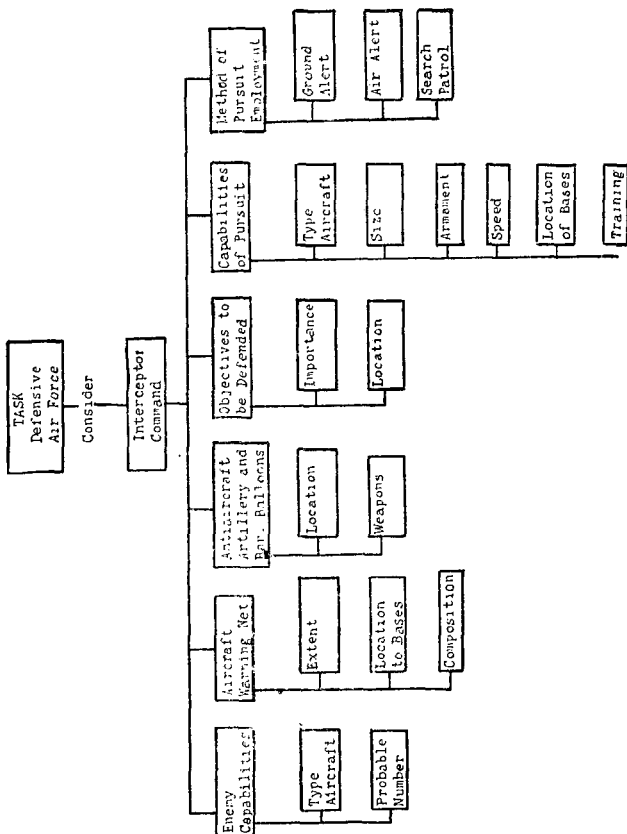 TASK
Defensive
Air Force
Consider
Interceptor
Command
Enemy
Capabilities
Type
Aircraft
Probable
Number
Aircraft
Warning Net
Extent
Location
to Bases
Composition
Antiaircraft
Artillery and
Bar. Balloons
Location
Weapons
Objectives to
be Defended
Importance
Location
Capabilities
of Pursuit
Type
Aircraft
Size
Armament
Speed
Location
of Bases
Training
Method of
Pursuit
Employment
Ground
Alert
Air Alert
Search
Patrol